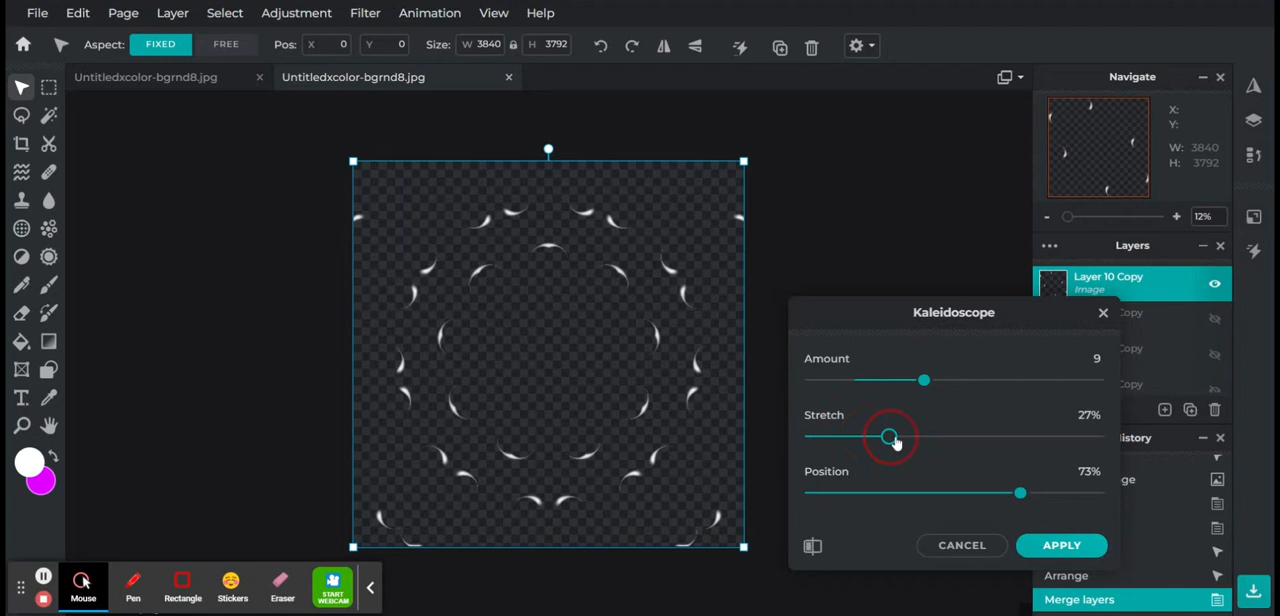 File Edit Page Layer Select Adjustment Filter Animation View Help
Aspect: FIXED FREE Pos: X 0 Y 0 Size: W 3840 H 3792
Untitledxcolor-bgrnd8.jpg Untitledxcolor-bgrnd8.jpg
Navigate
X:
Y:
W: 3840
H: 3792
12%
Layers
Layer 10 Copy
Image
Copy
Copy
Copy
Kaleidoscope
Amount 9
Stretch 27%
Position 73%
CANCEL APPLY
istory
ge
Arrange
Merge layers
Mouse Pen Rectangle Stickers Eraser START
WEBCAM
T